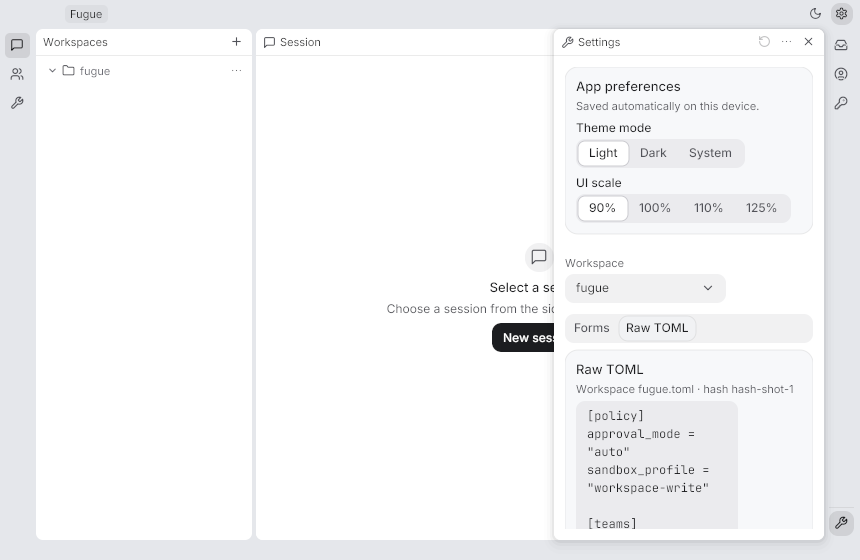 Fugue
Workspaces
fugue
Session
Select a se
Choose a session from the sid
New sess
Settings
App preferences
Saved automatically on this device.
Theme mode
Light Dark System
UI scale
90% 100% 110% 125%
Workspace
fugue
Forms Raw TOML
Raw TOML
Workspace fugue.toml · hash hash-shot-1
[policy]
approval_mode =
"auto"
sandbox_profile =
"workspace-write"
[teams]